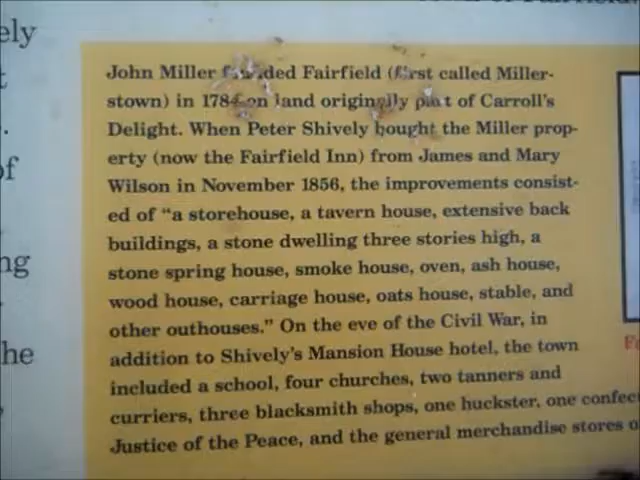 ely
of
ng
he
John Miller founded Fairfield (first called Miller-
stown) in 1784 on land originally part of Carroll's
Delight. When Peter Shively bought the Miller prop-
erty (now the Fairfield Inn) from James and Mary
Wilson in November 1856, the improvements consist-
ed of "a storehouse, a tavern house, extensive back
buildings, a stone dwelling three stories high, a
stone spring house, smoke house, oven, ash house,
wood house, carriage house, oats house, stable, and
other outhouses." On the eve of the Civil War, in
addition to Shively's Mansion House hotel, the town
included a school, four churches, two tanners and
curriers, three blacksmith shops, one huckster, one confec
Justice of the Peace, and the general merchandise stores o